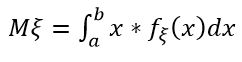 Mξ = ∫ₐᵇ x * f_ξ(x)dx